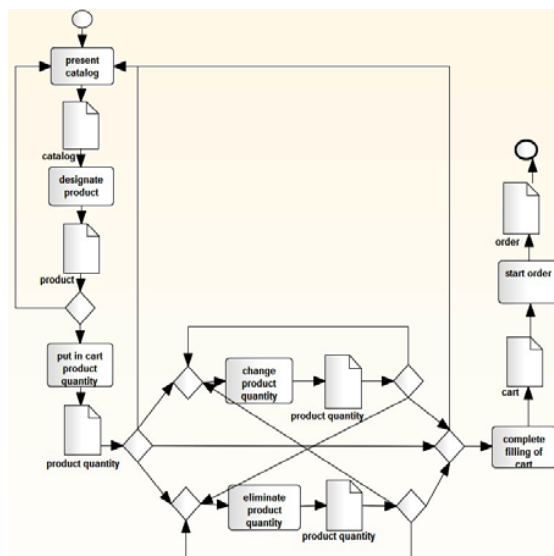 present
catalog
catalog
designate
product
product
put in cart
product
quantity
product quantity
change
product
quantity
product quantity
eliminate
product
quantity
product quantity
complete
filling of
cart
cart
start order
order